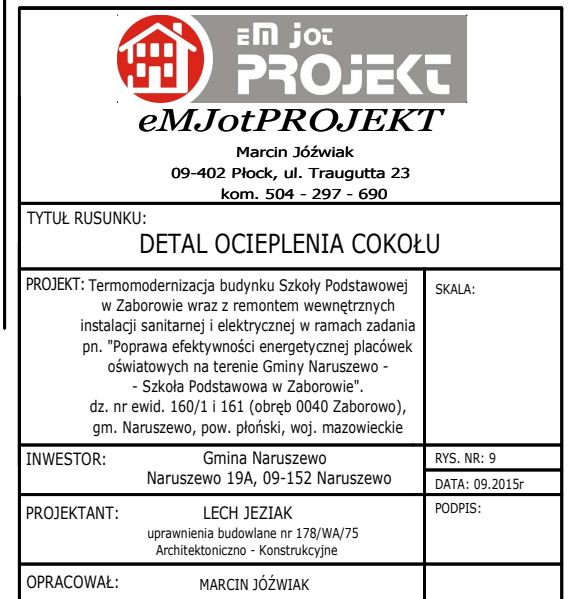 eM jot
PROJEKT
eMJotPROJEKT
Marcin Jóźwiak
09-402 Płock, ul. Traugutta 23
kom. 504 - 297 - 690
TYTUŁ RUSUNKU:
DETAL OCIEPLENIA COKOŁU
PROJEKT: Termomodernizacja budynku Szkoły Podstawowej
w Zaborowie wraz z remontem wewnętrznych
instalacji sanitarnej i elektrycznej w ramach zadania
pn. "Poprawa efektywności energetycznej placówek
oświatowych na terenie Gminy Naruszewo -
- Szkoła Podstawowa w Zaborowie".
dz. nr ewid. 160/1 i 161 (obręb 0040 Zaborowo),
gm. Naruszewo, pow. płoński, woj. mazowieckie
SKALA:
INWESTOR: Gmina Naruszewo
Naruszewo 19A, 09-152 Naruszewo
RYS. NR: 9
DATA: 09.2015r
PROJEKTANT: LECH JEZIAK
uprawnienia budowlane nr 178/WA/75
Architektoniczno - Konstrukcyjne
PODPIS:
OPRACOWAŁ: MARCIN JÓŹWIAK